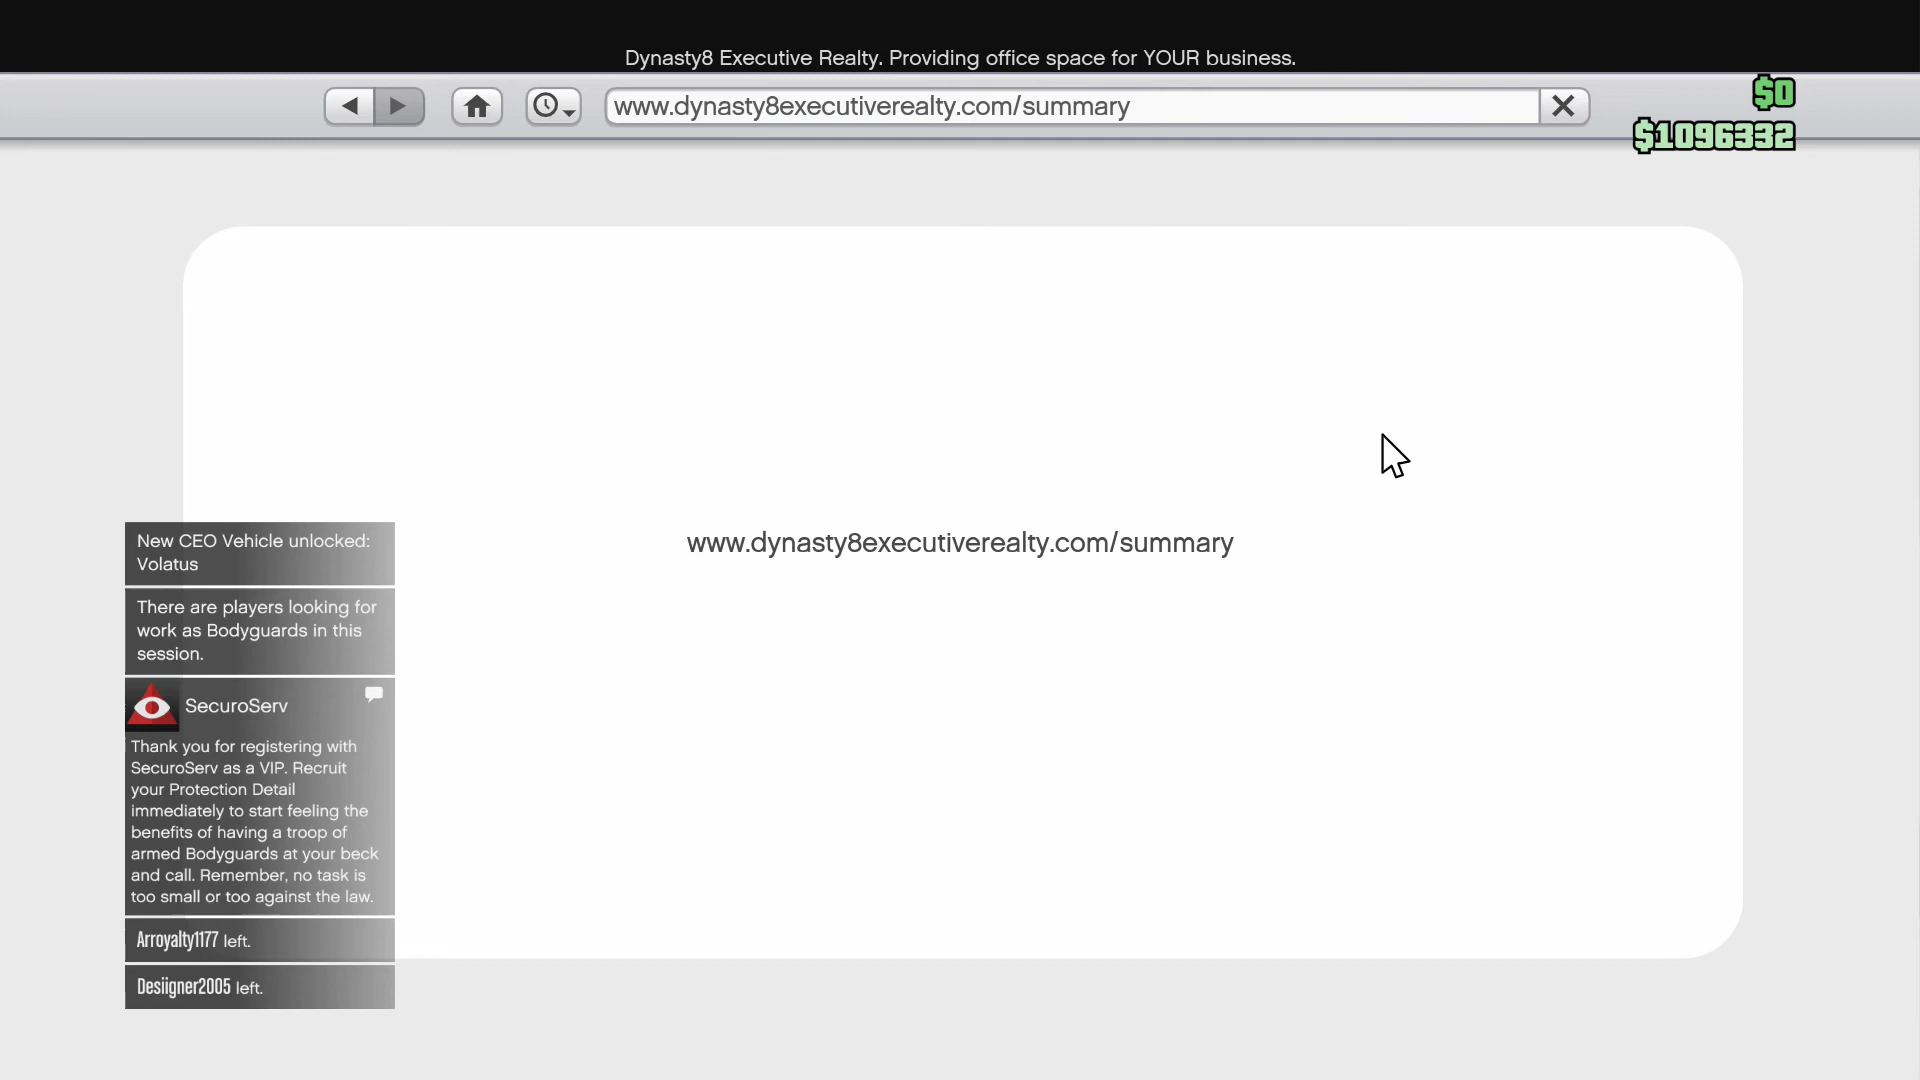 Dynasty8 Executive Realty. Providing office space for YOUR business.
www.dynasty8executiverealty.com/summary
$0
$1096332
www.dynasty8executiverealty.com/summary
New CEO Vehicle unlocked:
Volatus
There are players looking for
work as Bodyguards in this
session.
SecuroServ
Thank you for registering with
SecuroServ as a VIP. Recruit
your Protection Detail
immediately to start feeling the
benefits of having a troop of
armed Bodyguards at your beck
and call. Remember, no task is
too small or too against the law.
Arroyalty1177 left.
Desiigner2005 left.